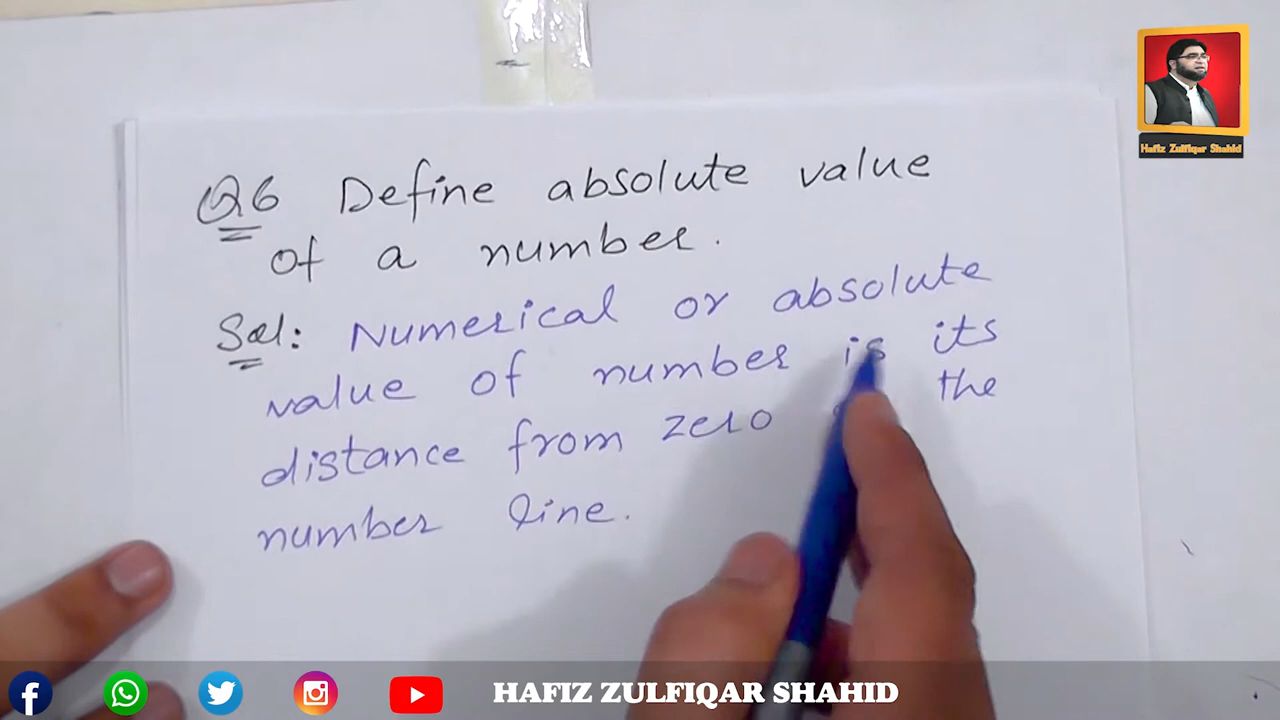 Hafiz Zulfiqar Shahid
Q6 Define absolute value
of a number.
Sol: Numerical or absolute
value of number is its
distance from zero the
number line.
HAFIZ ZULFIQAR SHAHID